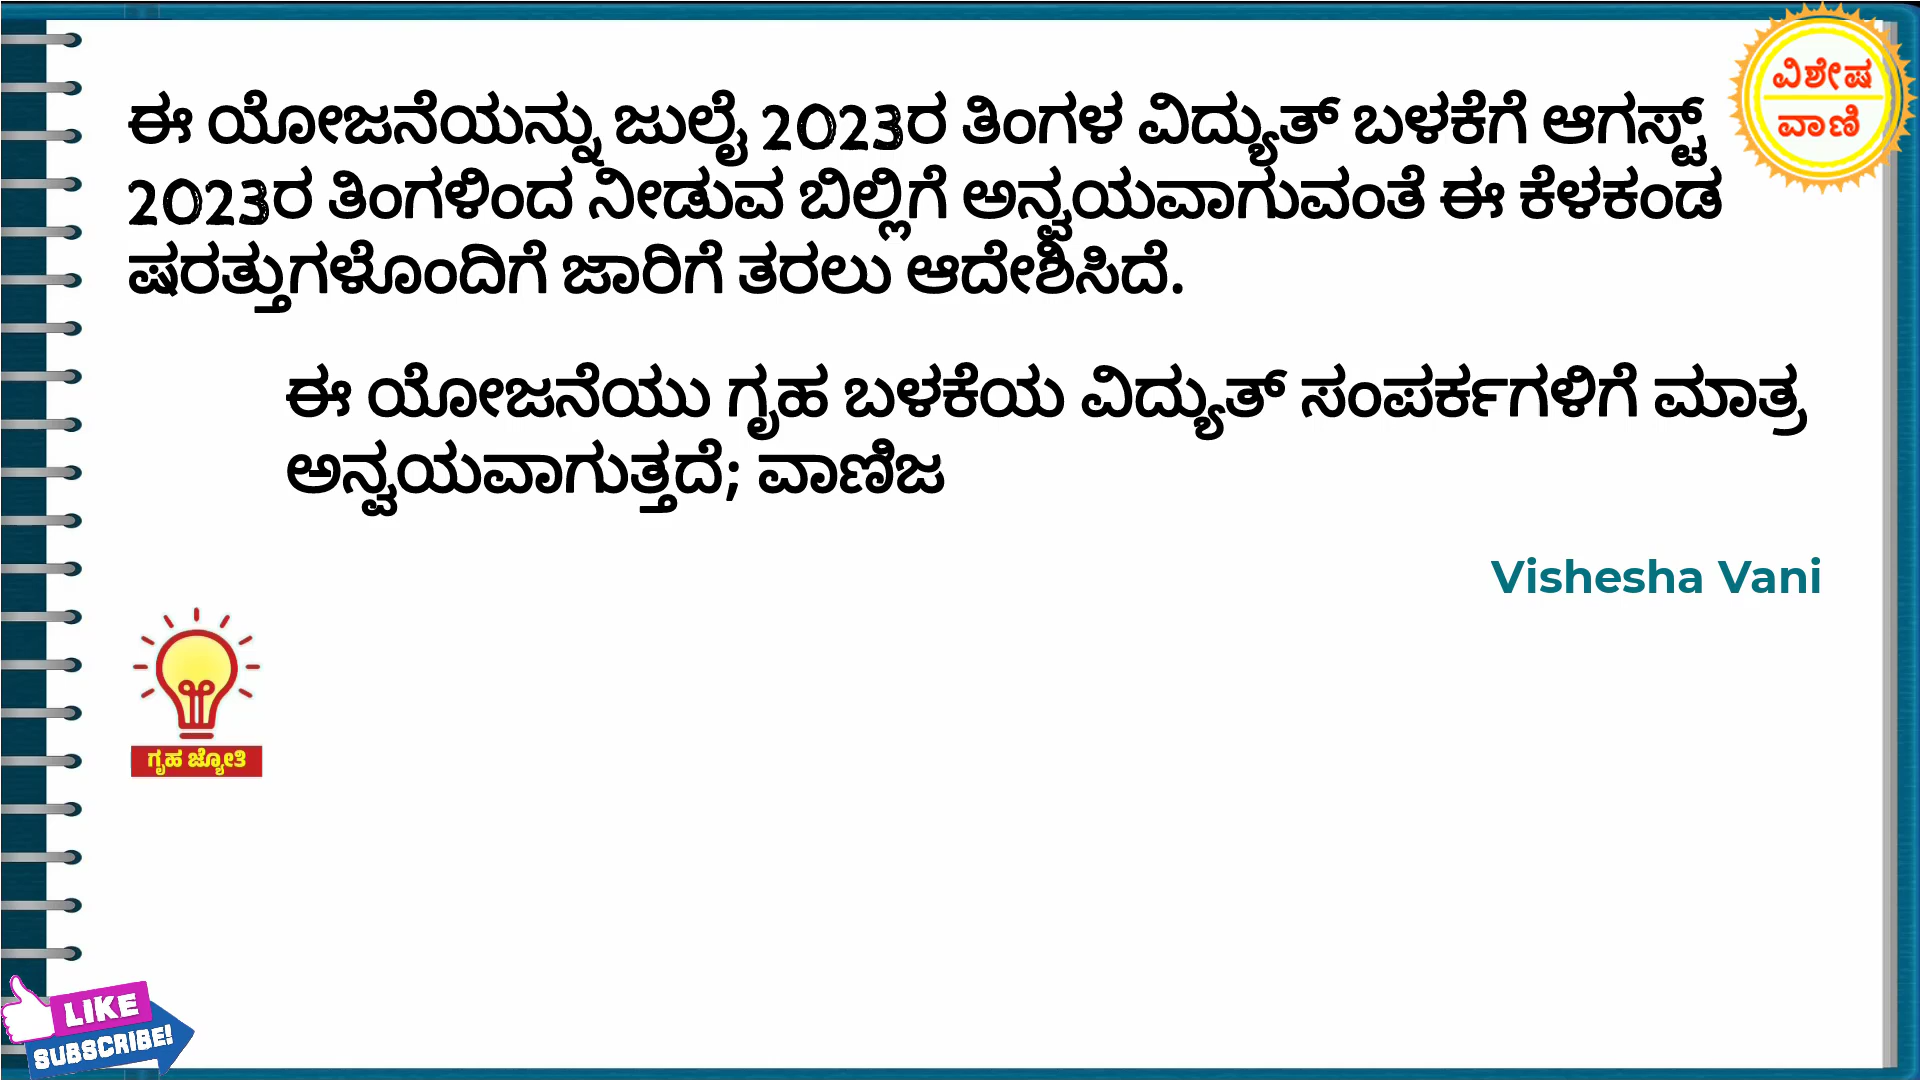 ಈ ಯೋಜನೆಯನ್ನು ಜುಲೈ 2023ರ ತಿಂಗಳ ವಿದ್ಯುತ್ ಬಳಕೆಗೆ ಆಗಸ್ಟ್
2023ರ ತಿಂಗಳಿಂದ ನೀಡುವ ಬಿಲ್ಲಿಗೆ ಅನ್ವಯವಾಗುವಂತೆ ಈ ಕೆಳಕಂಡ
ಷರತ್ತುಗಳೊಂದಿಗೆ ಜಾರಿಗೆ ತರಲು ಆದೇಶಿಸಿದೆ.
ಈ ಯೋಜನೆಯು ಗೃಹ ಬಳಕೆಯ ವಿದ್ಯುತ್ ಸಂಪರ್ಕಗಳಿಗೆ ಮಾತ್ರ
ಅನ್ವಯವಾಗುತ್ತದೆ; ವಾಣಿಜ
ವಿಶೇಷ
ವಾಣಿ
Vishesha Vani
ಗೃಹ ಜ್ಯೋತಿ
LIKE
SUBSCRIBE!